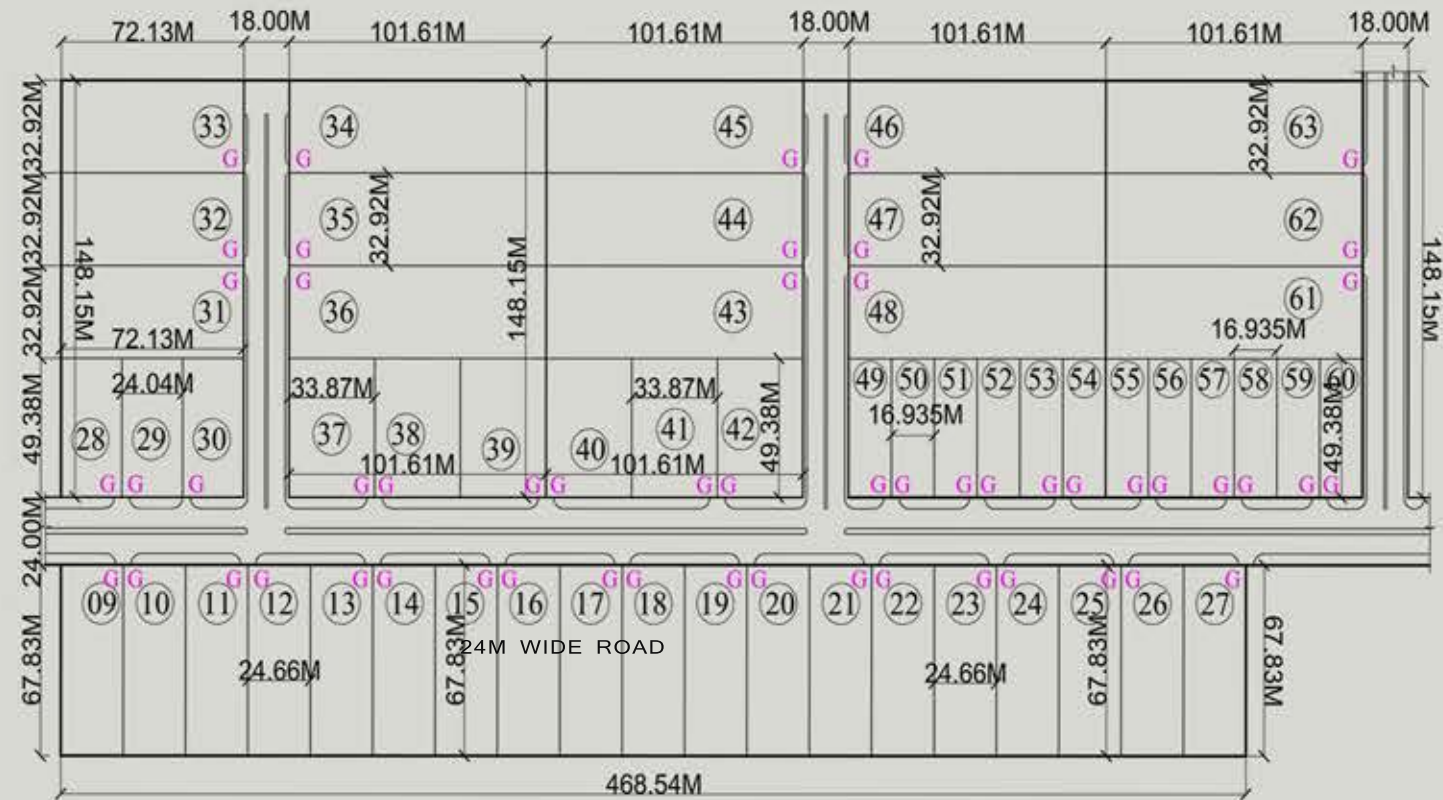 18.00M 18.00M 18.00M
72.13M 101.61M 101.61M 101.61M 101.61M
32.92M 33 34 45 46 32.92M 63
G G G G G
32.92M 32 35 32.92M 44 47 32.92M 62
G G G G G
148.15M 148.15M 148.15M
G G G G G
32.92M 31 36 43 48 61
72.13M 16.935M
49.38M 24.04M 33.87M 33.87M 49.38M 49 50 51 52 53 54 55 56 57 58 59 60
16.935M 49.38M
28 29 30 37 38 39 40 41 42
101.61M 101.61M
G G G G G G G G G G G G G G G G G G G G
24.00M
G G G G G G G G G G G G G G G G G G G
09 10 11 12 13 14 15 16 17 18 19 20 21 22 23 24 25 26 27
24M WIDE ROAD
67.83M 24.66M 67.83M 24.66M 67.83M 67.83M
468.54M